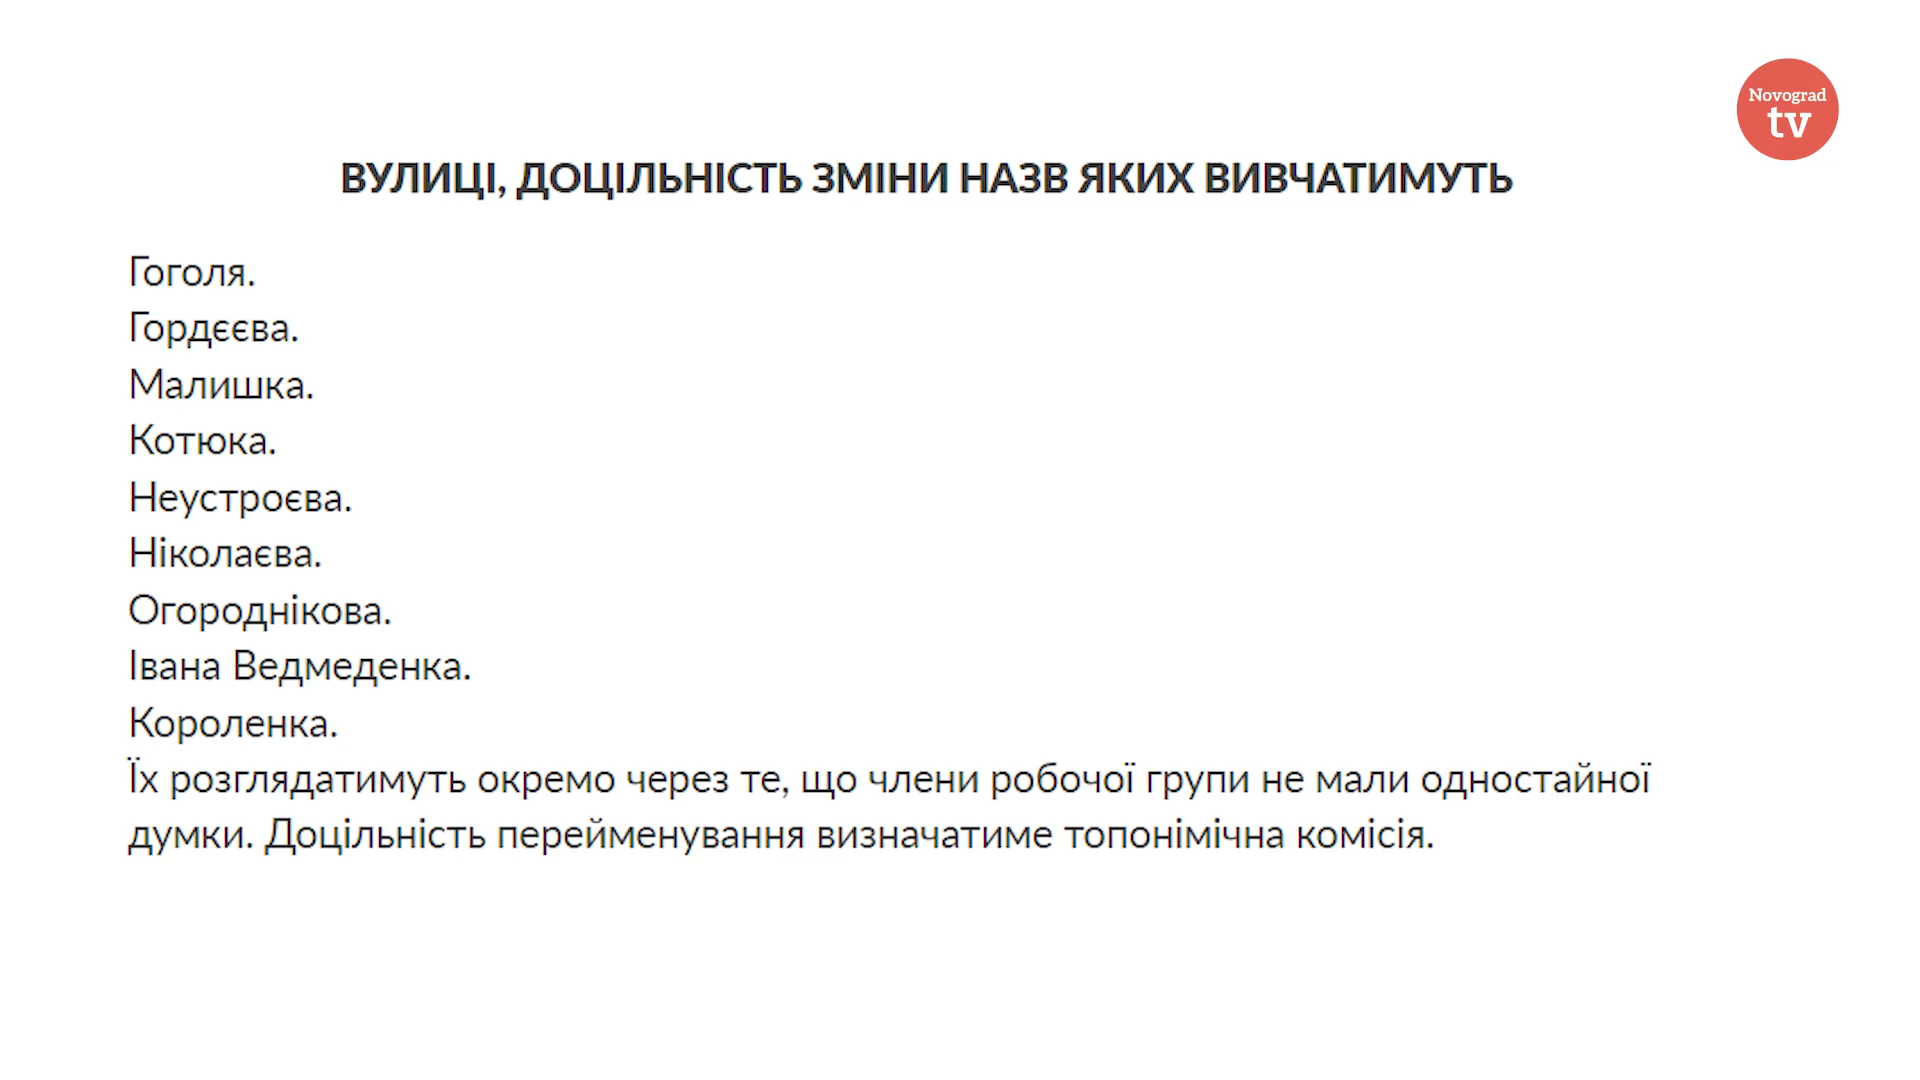 Novograd
tv
ВУЛИЦІ, ДОЦІЛЬНІСТЬ ЗМІНИ НАЗВ ЯКИХ ВИВЧАТИМУТЬ
Гоголя.
Гордєєва.
Малишка.
Котюка.
Неустроєва.
Ніколаєва.
Огороднікова.
Івана Ведмеденка.
Короленка.
Їх розглядатимуть окремо через те, що члени робочої групи не мали одностайної
думки. Доцільність перейменування визначатиме топонімічна комісія.